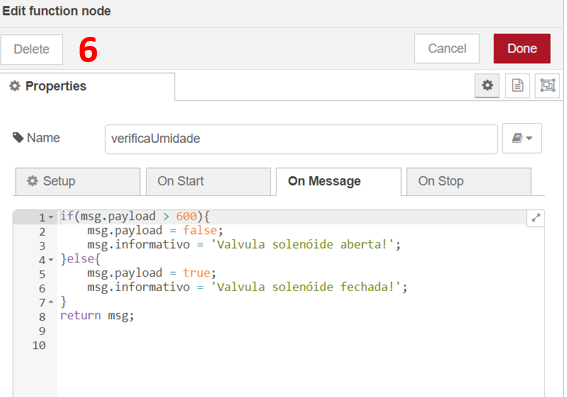 Edit function node
Delete
6
Cancel
Done
Properties
Name
verificaUmidade
Setup
On Start
On Message
On Stop
1 if(msg.payload > 600){
2 msg.payload = false;
3 msg.informativo = 'Valvula solenóide aberta!';
4 }else{
5 msg.payload = true;
6 msg.informativo = 'Valvula solenóide fechada!';
7 }
8 return msg;
9
10